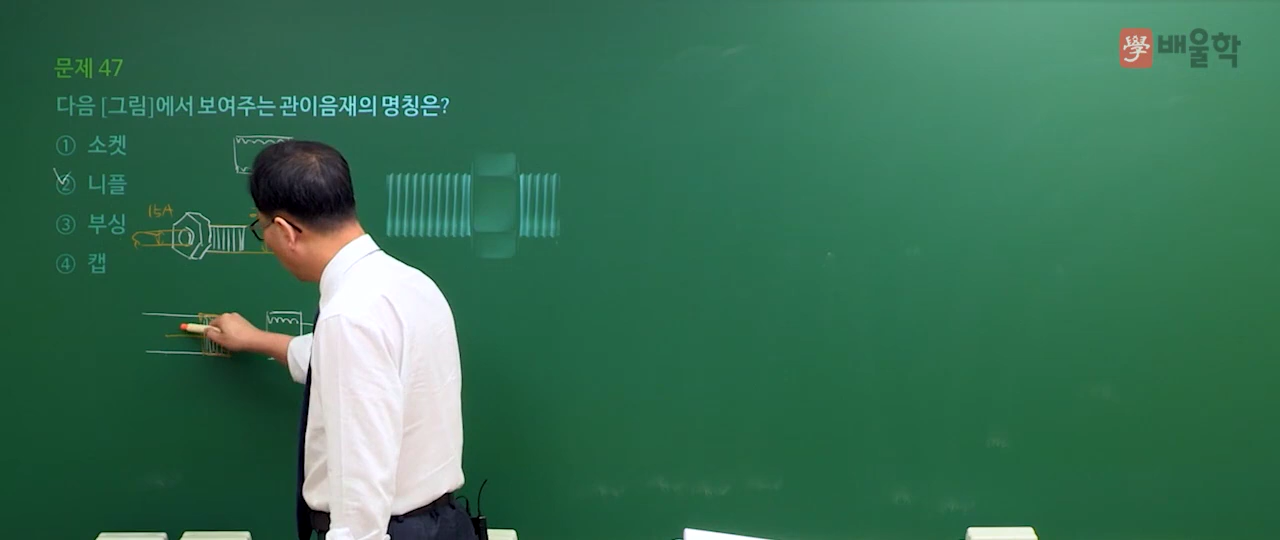 學 배울학
문제 47
다음 [그림]에서 보여주는 관이음재의 명칭은?
① 소켓
② 니플
15A
③ 부싱
④ 캡